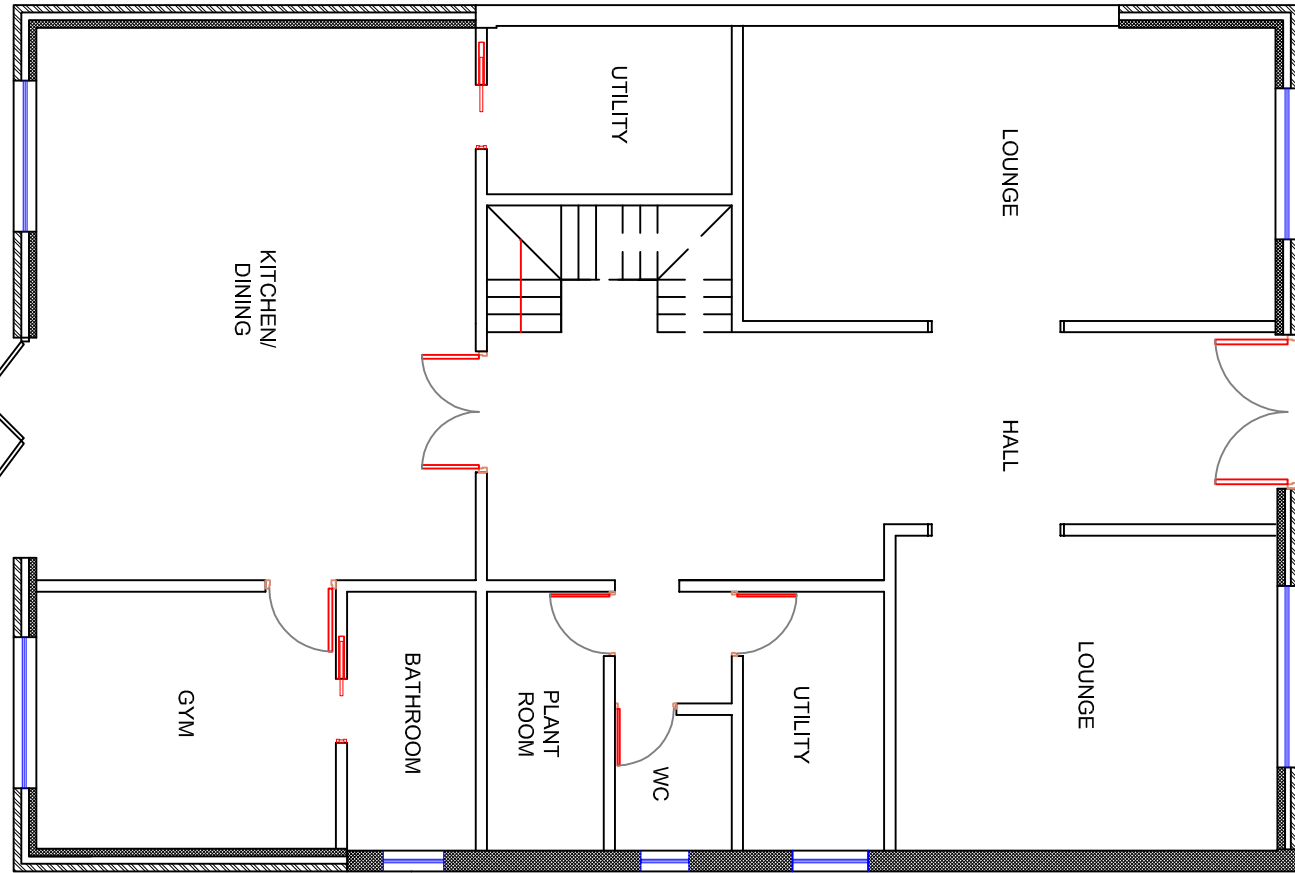 UTILITY
LOUNGE
KITCHEN/
DINING
HALL
GYM
BATHROOM
PLANT
ROOM
WC
UTILITY
LOUNGE